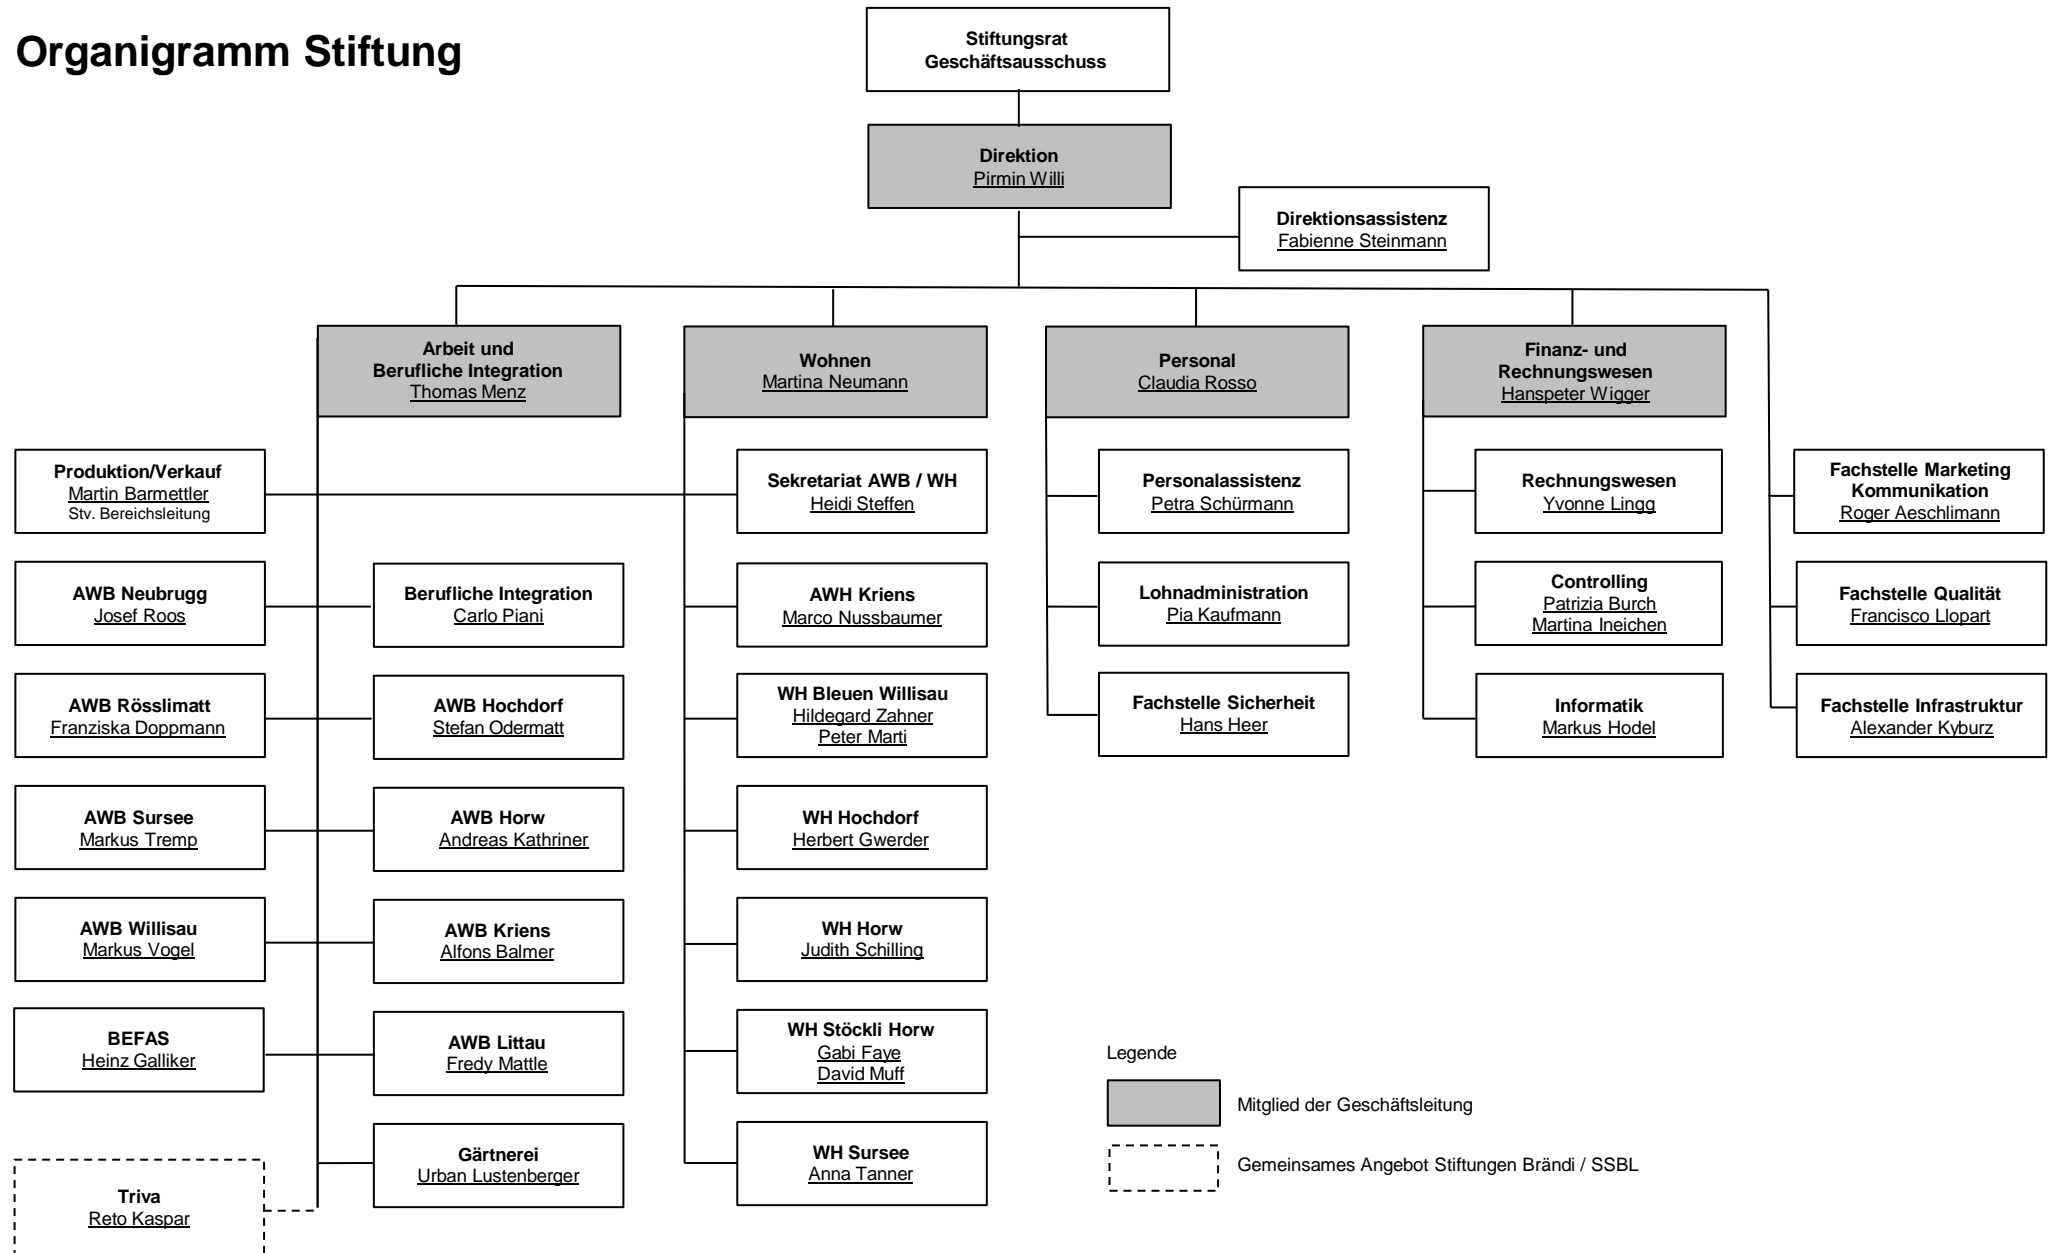 Organigramm Stiftung
Stiftungsrat
Geschäftsausschuss
Direktion
Pirmin Willi
Direktionsassistenz
Fabienne Steinmann
Arbeit und
Berufliche Integration
Thomas Menz
Wohnen
Martina Neumann
Personal
Claudia Rosso
Finanz- und
Rechnungswesen
Hanspeter Wigger
Produktion/Verkauf
Martin Barmettler
Stv. Bereichsleitung
Sekretariat AWB / WH
Heidi Steffen
Personalassistenz
Petra Schürmann
Rechnungswesen
Yvonne Lingg
Fachstelle Marketing
Kommunikation
Roger Aeschlimann
AWB Neubrugg
Josef Roos
Berufliche Integration
Carlo Piani
AWH Kriens
Marco Nussbaumer
Lohnadministration
Pia Kaufmann
Controlling
Patrizia Burch
Martina Ineichen
Fachstelle Qualität
Francisco Llopart
AWB Rösslimatt
Franziska Doppmann
AWB Hochdorf
Stefan Odermatt
WH Bleuen Willisau
Hildegard Zahner
Peter Marti
Fachstelle Sicherheit
Hans Heer
Informatik
Markus Hodel
Fachstelle Infrastruktur
Alexander Kyburz
AWB Sursee
Markus Tremp
AWB Horw
Andreas Kathriner
WH Hochdorf
Herbert Gwerder
AWB Willisau
Markus Vogel
AWB Kriens
Alfons Balmer
WH Horw
Judith Schilling
BEFAS
Heinz Galliker
AWB Littau
Fredy Mattle
WH Stöckli Horw
Gabi Faye
David Muff
Triva
Reto Kaspar
Gärtnerei
Urban Lustenberger
WH Sursee
Anna Tanner
Legende
Mitglied der Geschäftsleitung
Gemeinsames Angebot Stiftungen Brändi / SSBL